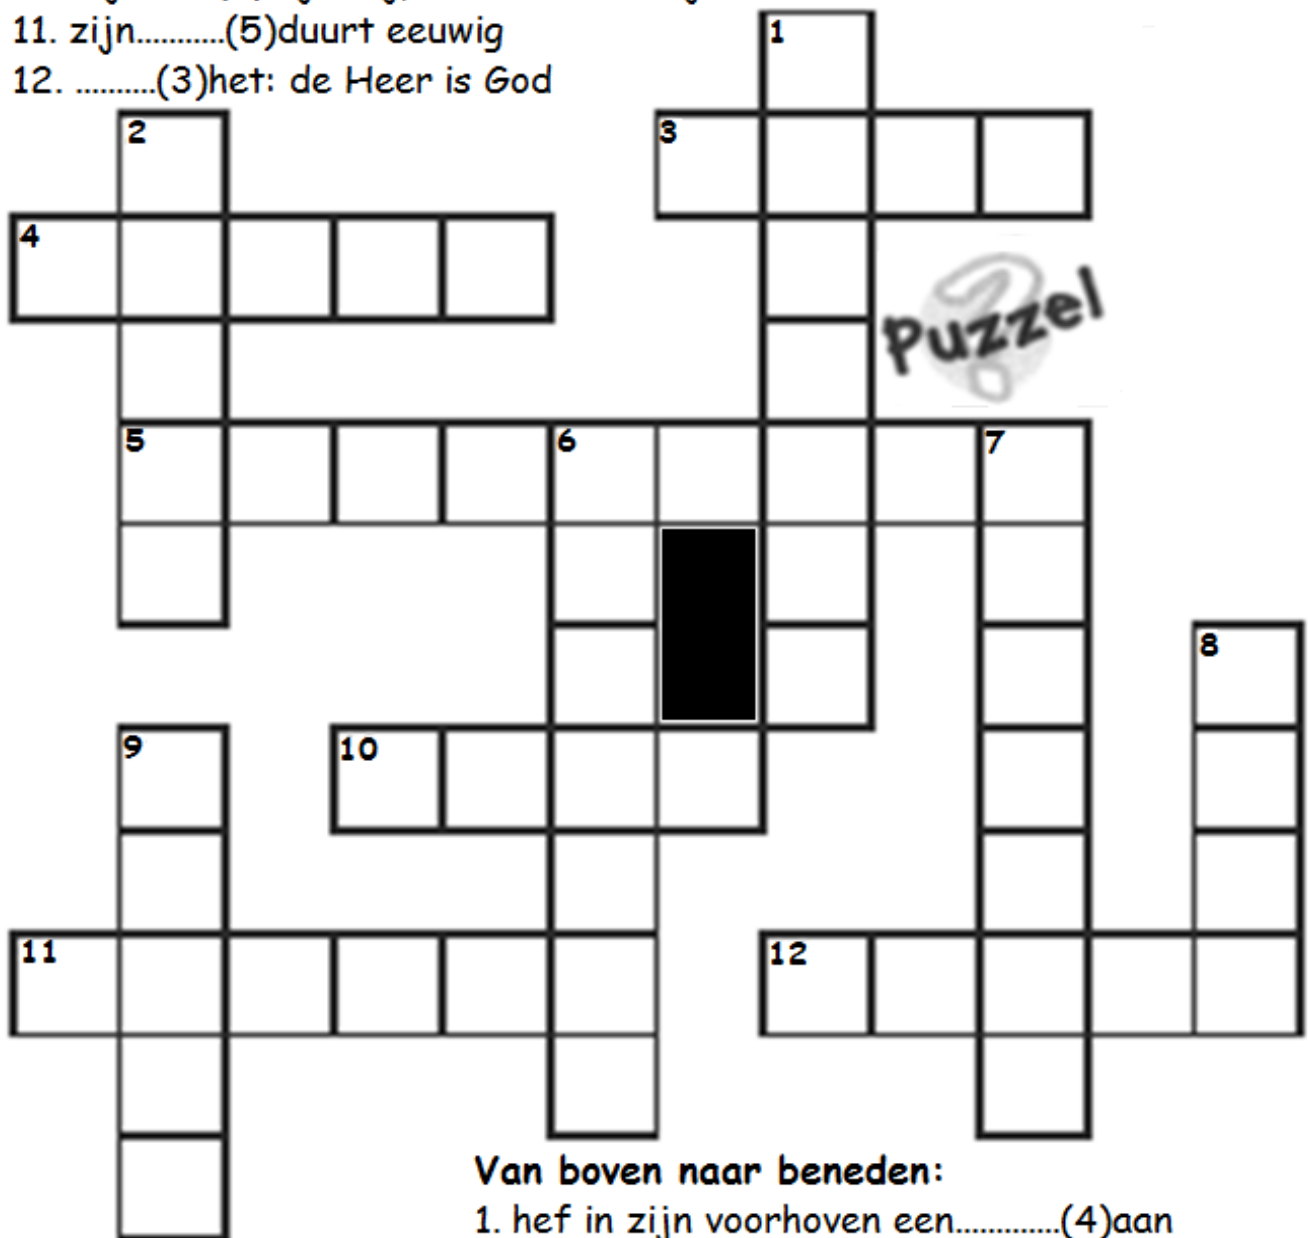 11. zijn...........(5)duurt eeuwig
12. ..........(3)het: de Heer is God
1
2
3
4
Puzzel
5
6
7
8
9
10
11
12
Van boven naar beneden:
1. hef in zijn voorhoven een.............(4)aan